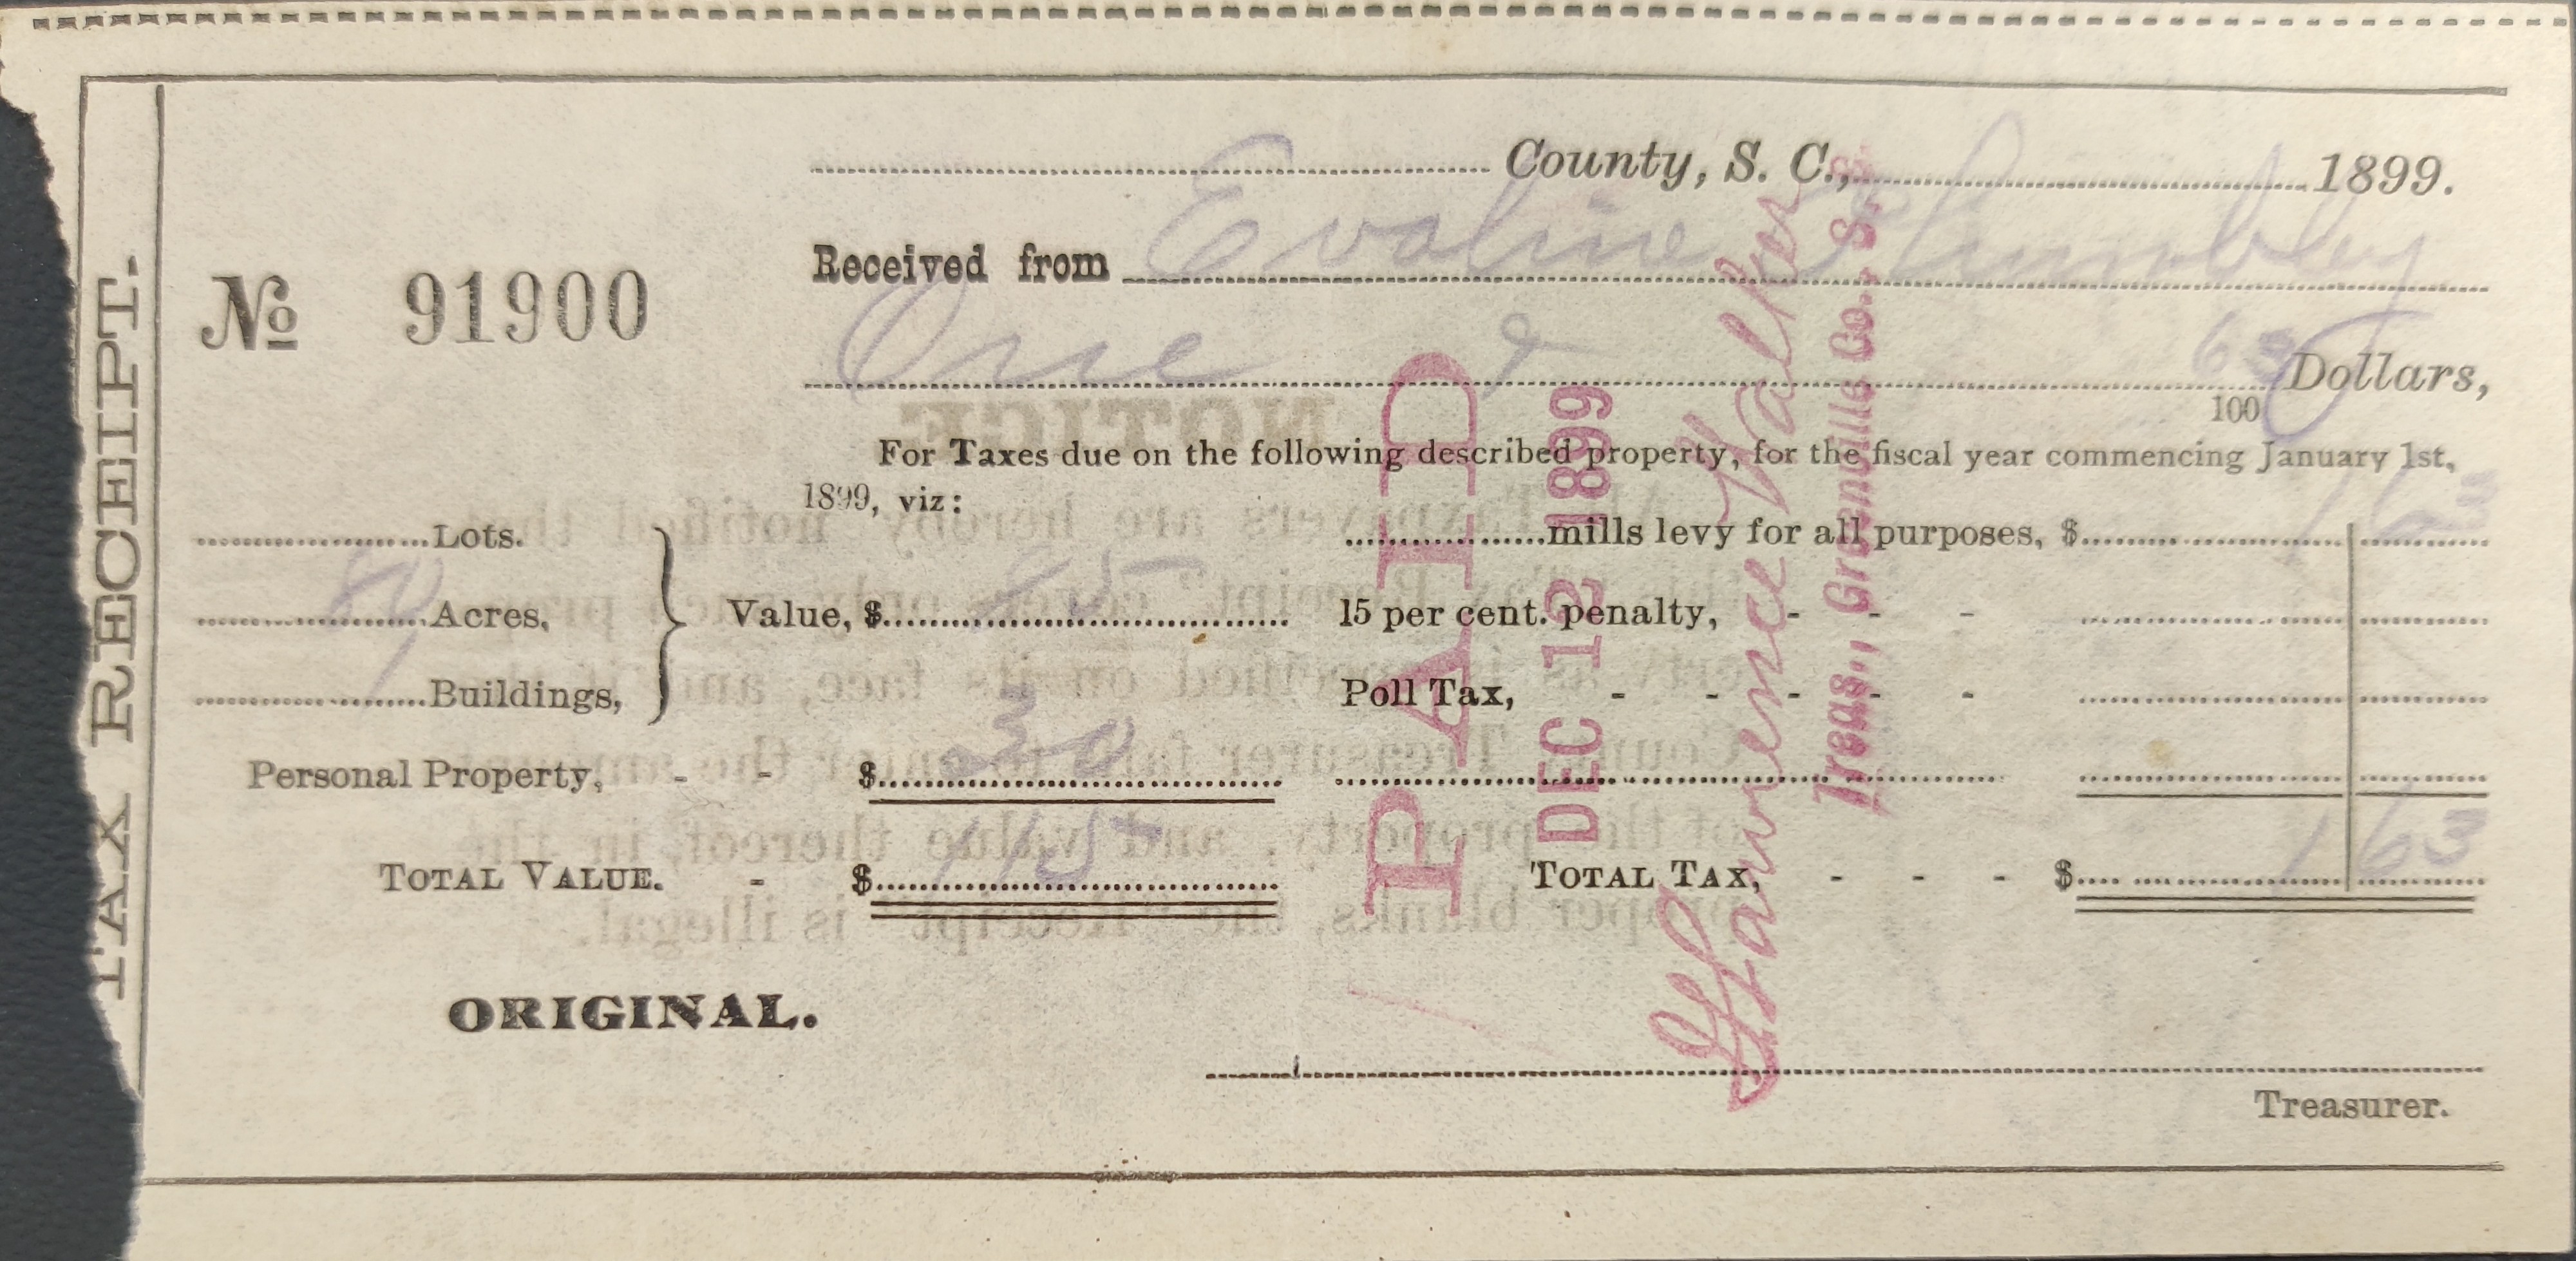 TAX RECEIPT.
County, S. C., 1899.
Received from Evaline
No 91900
One & 63/100 Dollars,
For Taxes due on the following described property, for the fiscal year commencing January 1st,
1899, viz:
Lots.
mills levy for all purposes, $ 1 63
Acres,
Value, $ 85
15 per cent. penalty, - - -
Buildings,
Poll Tax, - - - - -
Personal Property, - - $ 30
TOTAL VALUE. - $ 115
TOTAL TAX, - - - $ 1 63
ORIGINAL.
Treasurer.
PAID
DEC 12 1899
Walker
Treas., Greenville Co., S. C.
NOTICE